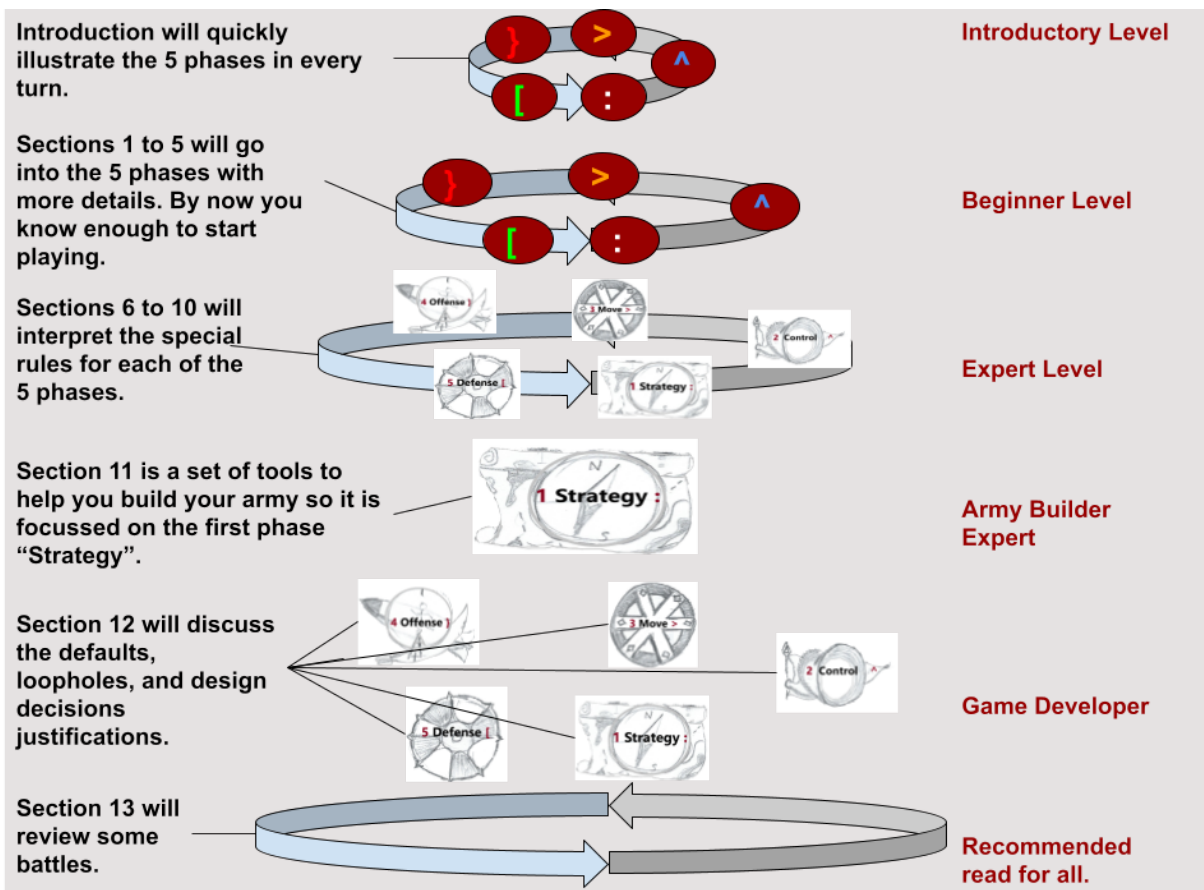 Introduction will quickly
illustrate the 5 phases in every
turn.
} > ^
[ :
Introductory Level
Sections 1 to 5 will go
into the 5 phases with
more details. By now you
know enough to start
playing.
} > ^
[ :
Beginner Level
Sections 6 to 10 will
interpret the special
rules for each of the
5 phases.
4 Offense }
3 Move >
2 Control ^
5 Defense [
1 Strategy :
Expert Level
Section 11 is a set of tools to
help you build your army so it is
focussed on the first phase
“Strategy”.
N
1 Strategy :
S
Army Builder
Expert
Section 12 will discuss
the defaults,
loopholes, and design
decisions
justifications.
4 Offense }
3 Move >
2 Control ^
5 Defense [
N
1 Strategy :
S
Game Developer
Section 13 will
review some
battles.
Recommended
read for all.